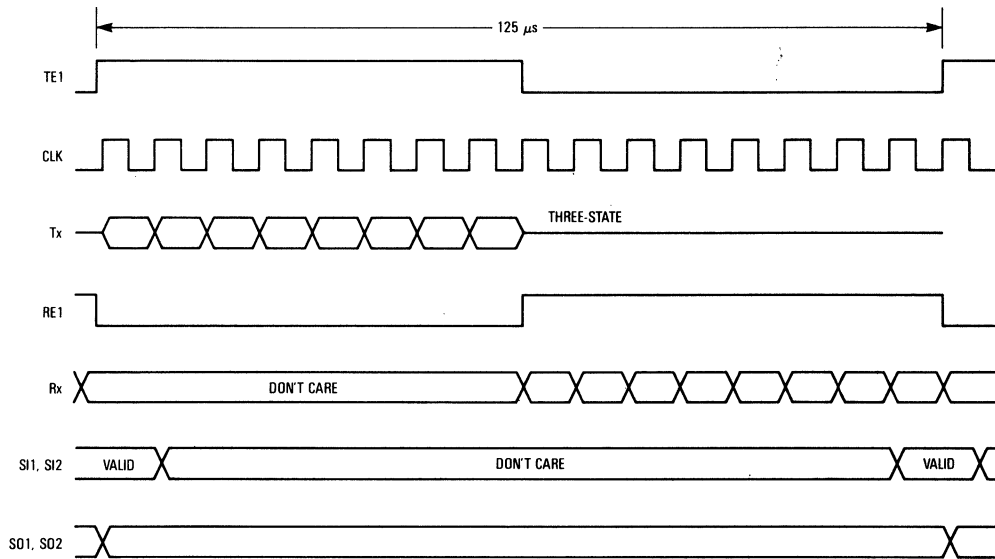 125 μs
TE1
CLK
Tx
THREE-STATE
RE1
Rx
DON'T CARE
SI1, SI2
VALID
DON'T CARE
VALID
SO1, SO2